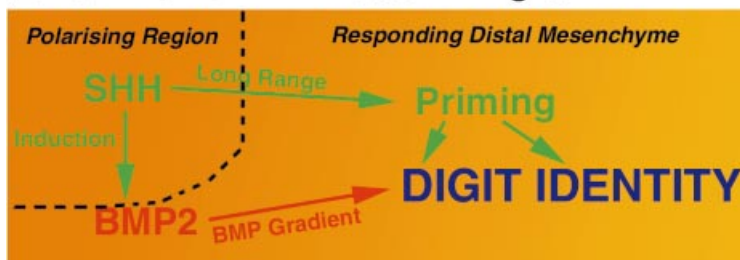 Polarising Region
Responding Distal Mesenchyme
SHH
Long Range
Priming
Induction
DIGIT IDENTITY
BMP2
BMP Gradient